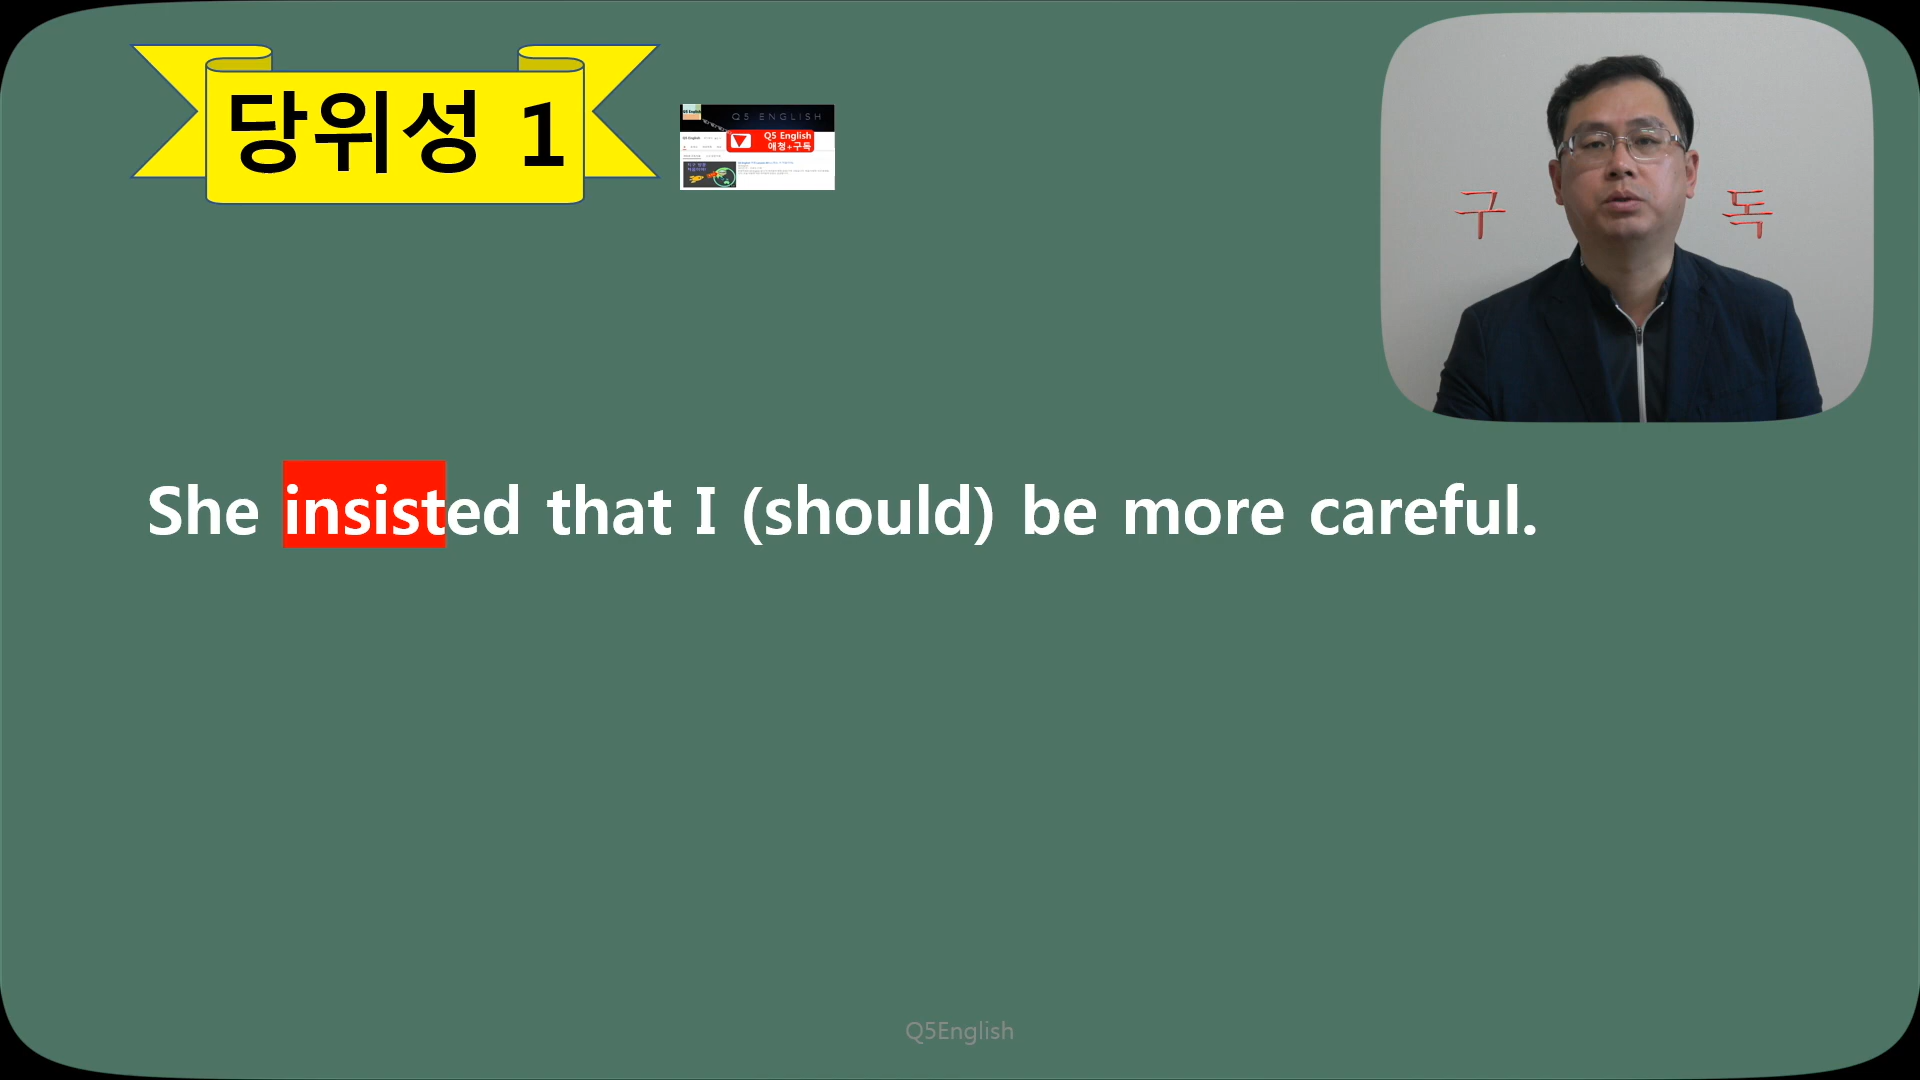 당위성 1
Q5 ENGLISH
Q5 English
애청+구독
구 독
She insisted that I (should) be more careful.
Q5English